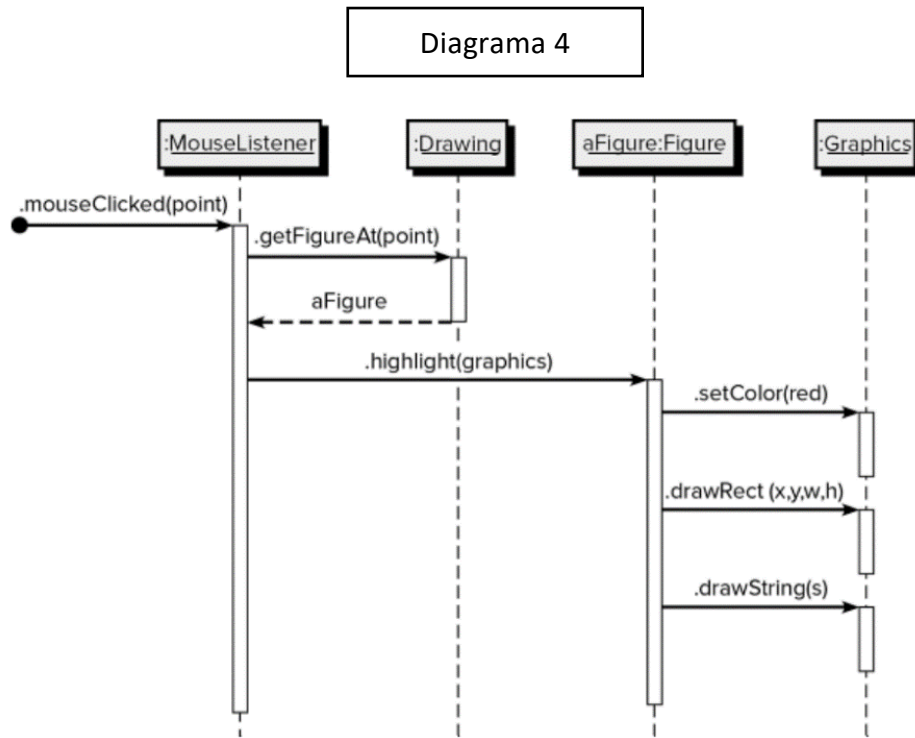 Diagrama 4
:MouseListener
:Drawing
aFigure:Figure
:Graphics
.mouseClicked(point)
.getFigureAt(point)
aFigure
.highlight(graphics)
.setColor(red)
.drawRect (x,y,w,h)
.drawString(s)